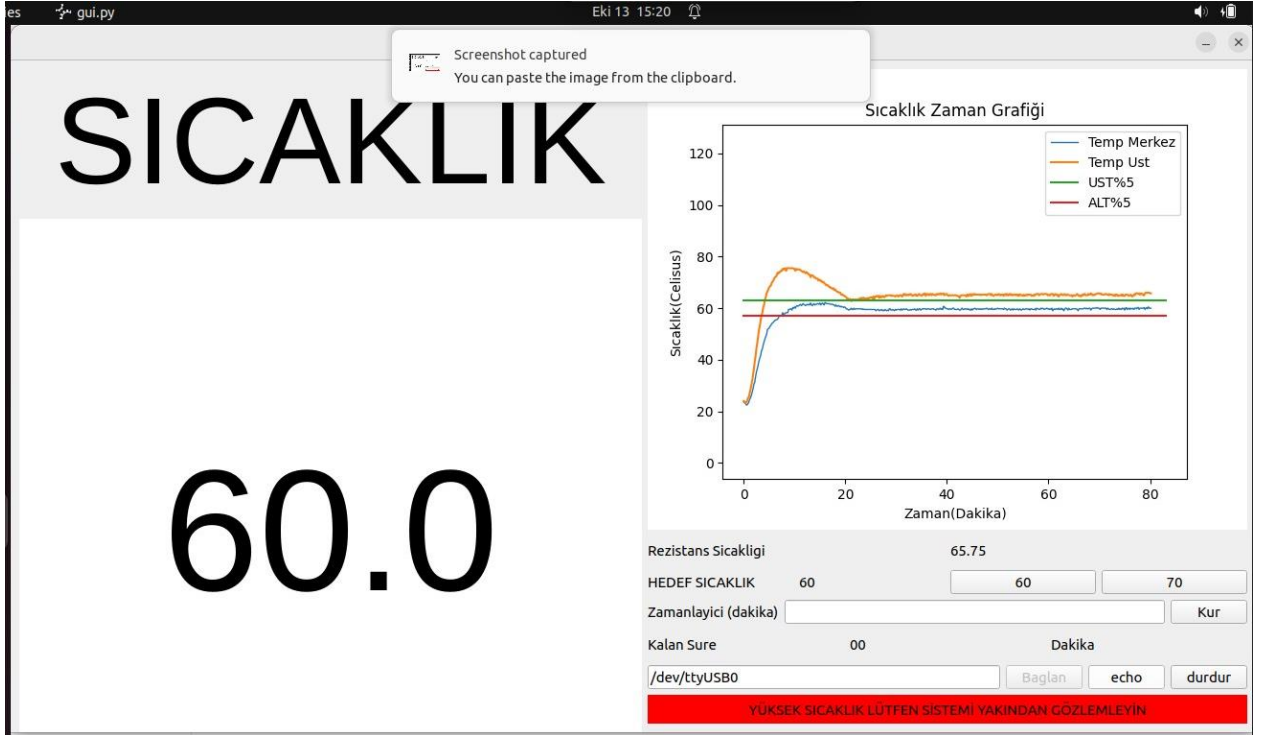 es gui.py Eki 13 15:20
Screenshot captured
You can paste the image from the clipboard.
SICAKLIK
60.0
Sıcaklık Zaman Grafiği
Temp Merkez
Temp Ust
UST%5
ALT%5
120
100
80
60
40
20
0
Sıcaklık(Celisus)
0 20 40 60 80
Zaman(Dakika)
Rezistans Sicakligi 65.75
HEDEF SICAKLIK 60 60 70
Zamanlayici (dakika) Kur
Kalan Sure 00 Dakika
/dev/ttyUSB0 Baglan echo durdur
YÜKSEK SICAKLIK LÜTFEN SİSTEMİ YAKINDAN GÖZLEMLEYİN